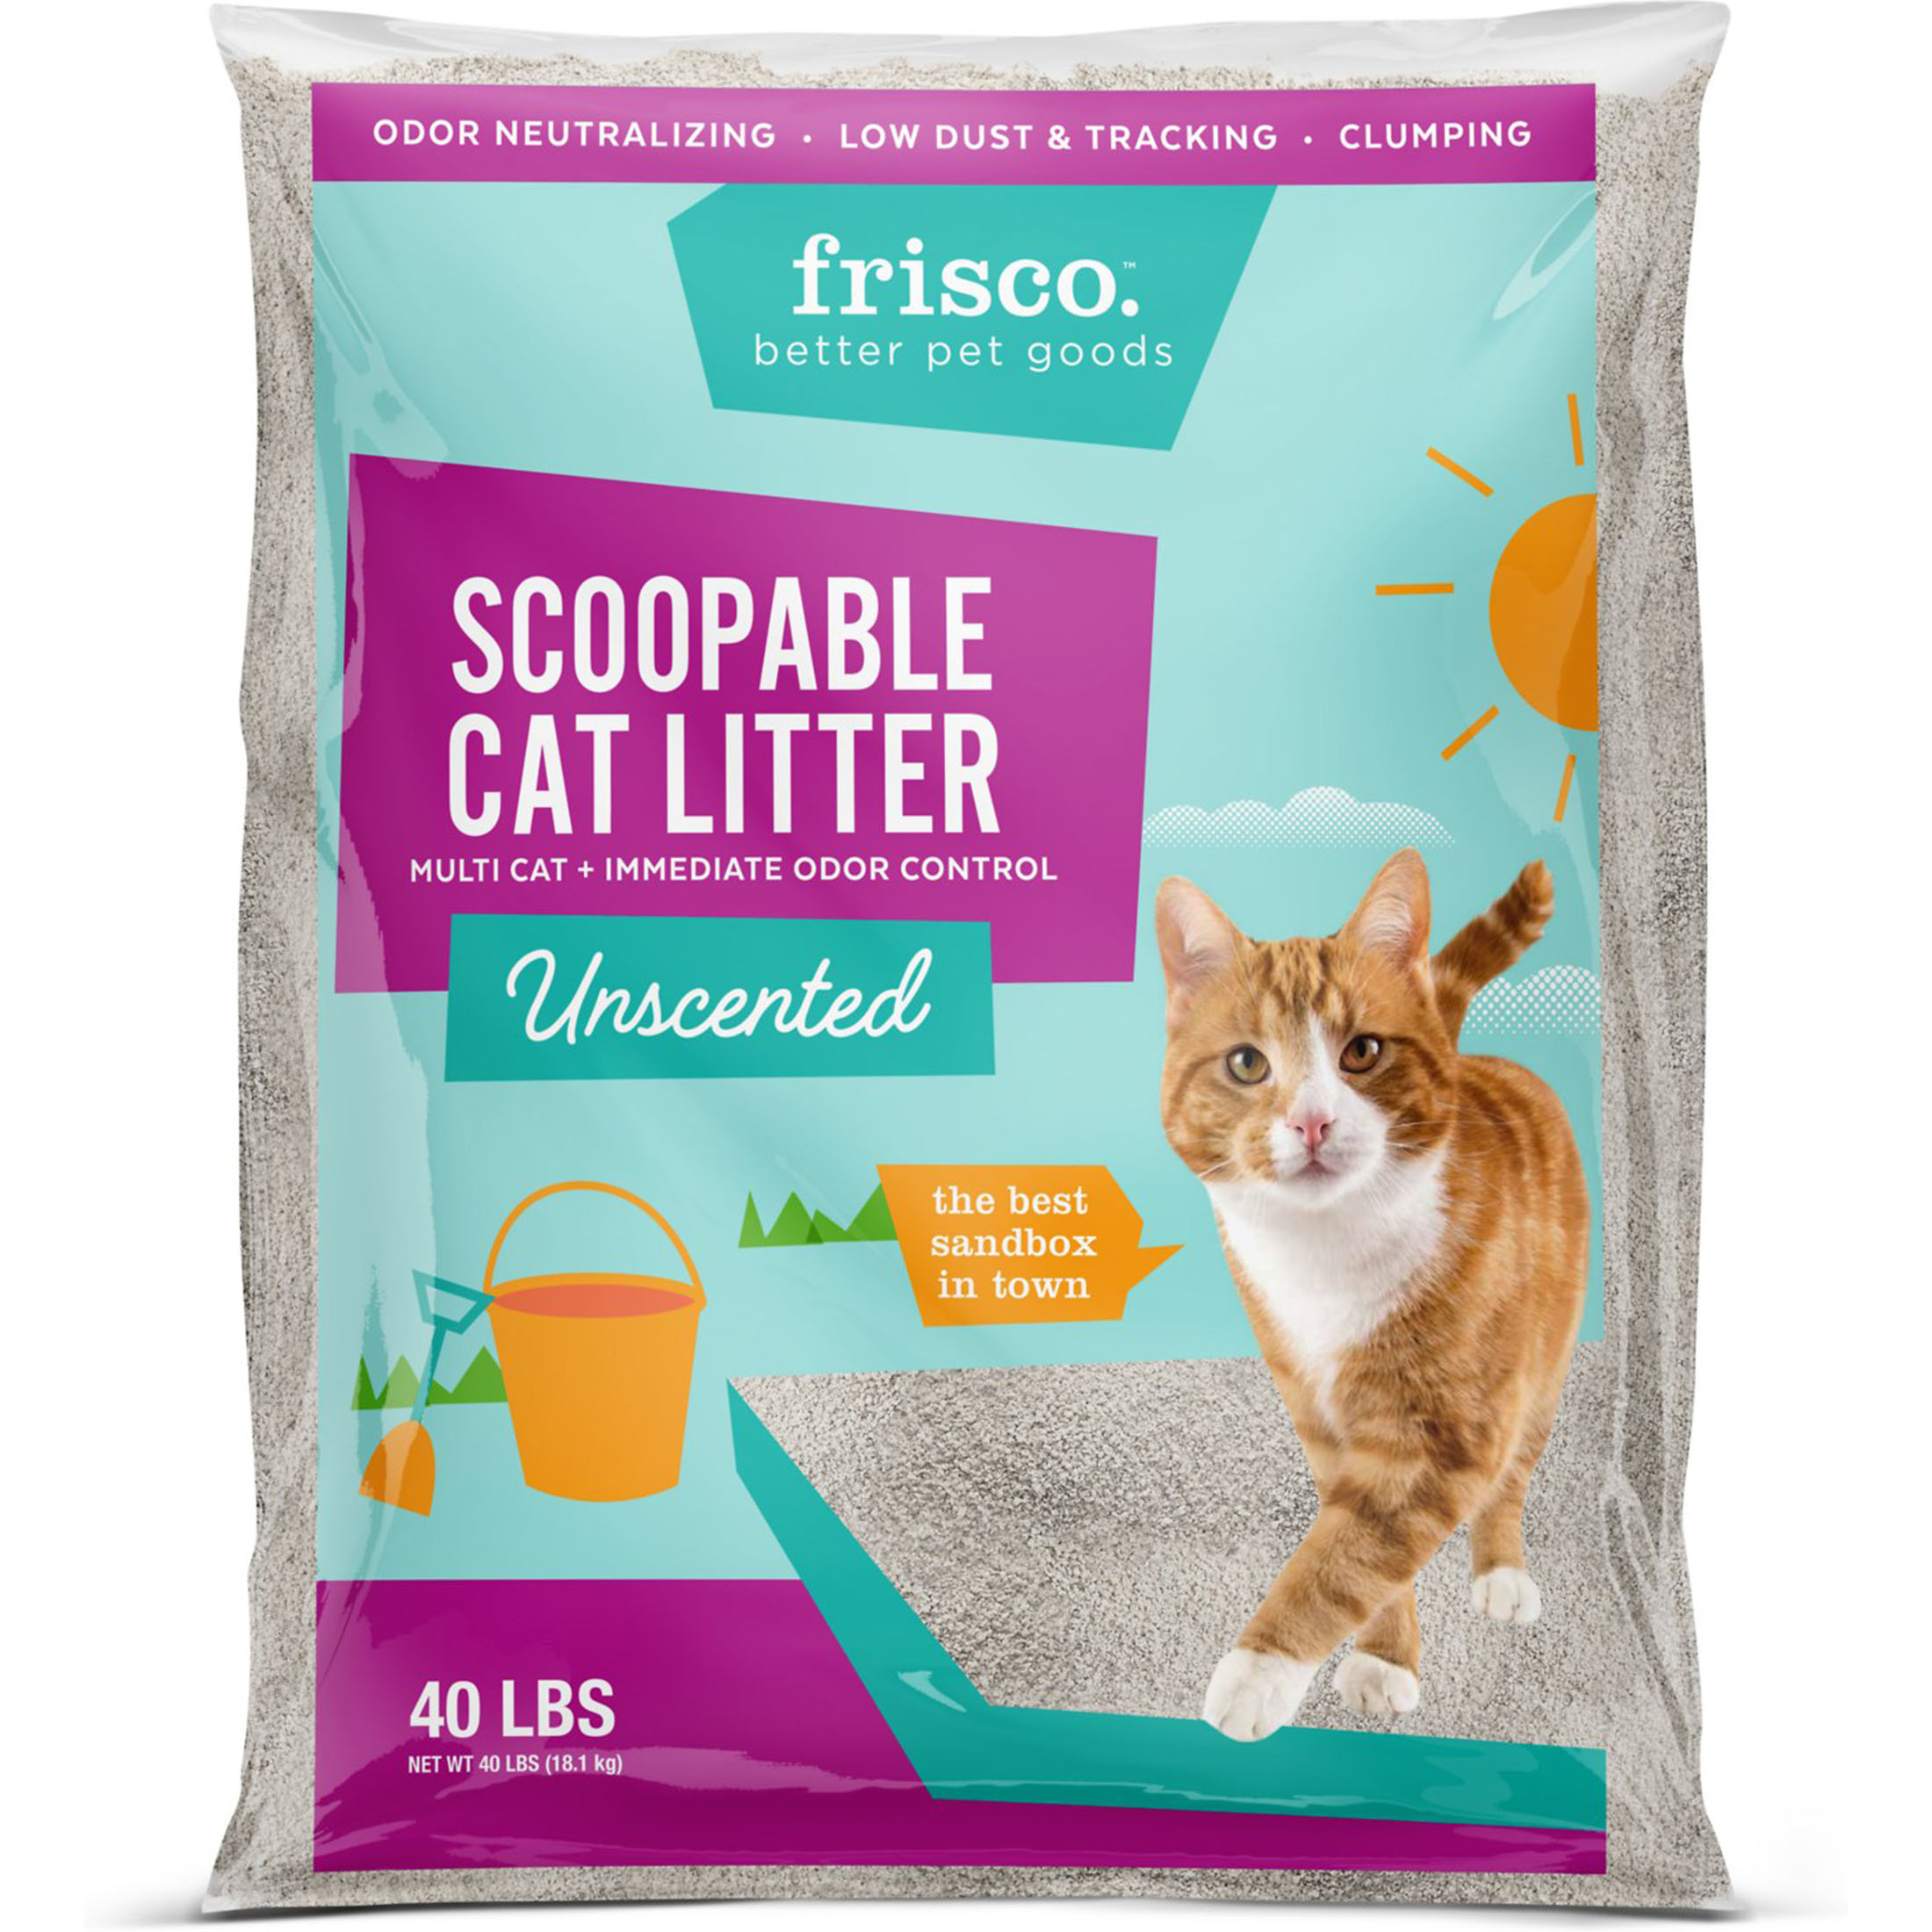 ODOR NEUTRALIZING • LOW DUST & TRACKING • CLUMPING
frisco.™
better pet goods
SCOOPABLE
CAT LITTER
MULTI CAT + IMMEDIATE ODOR CONTROL
Unscented
the best
sandbox
in town
40 LBS
NET WT 40 LBS (18.1 kg)